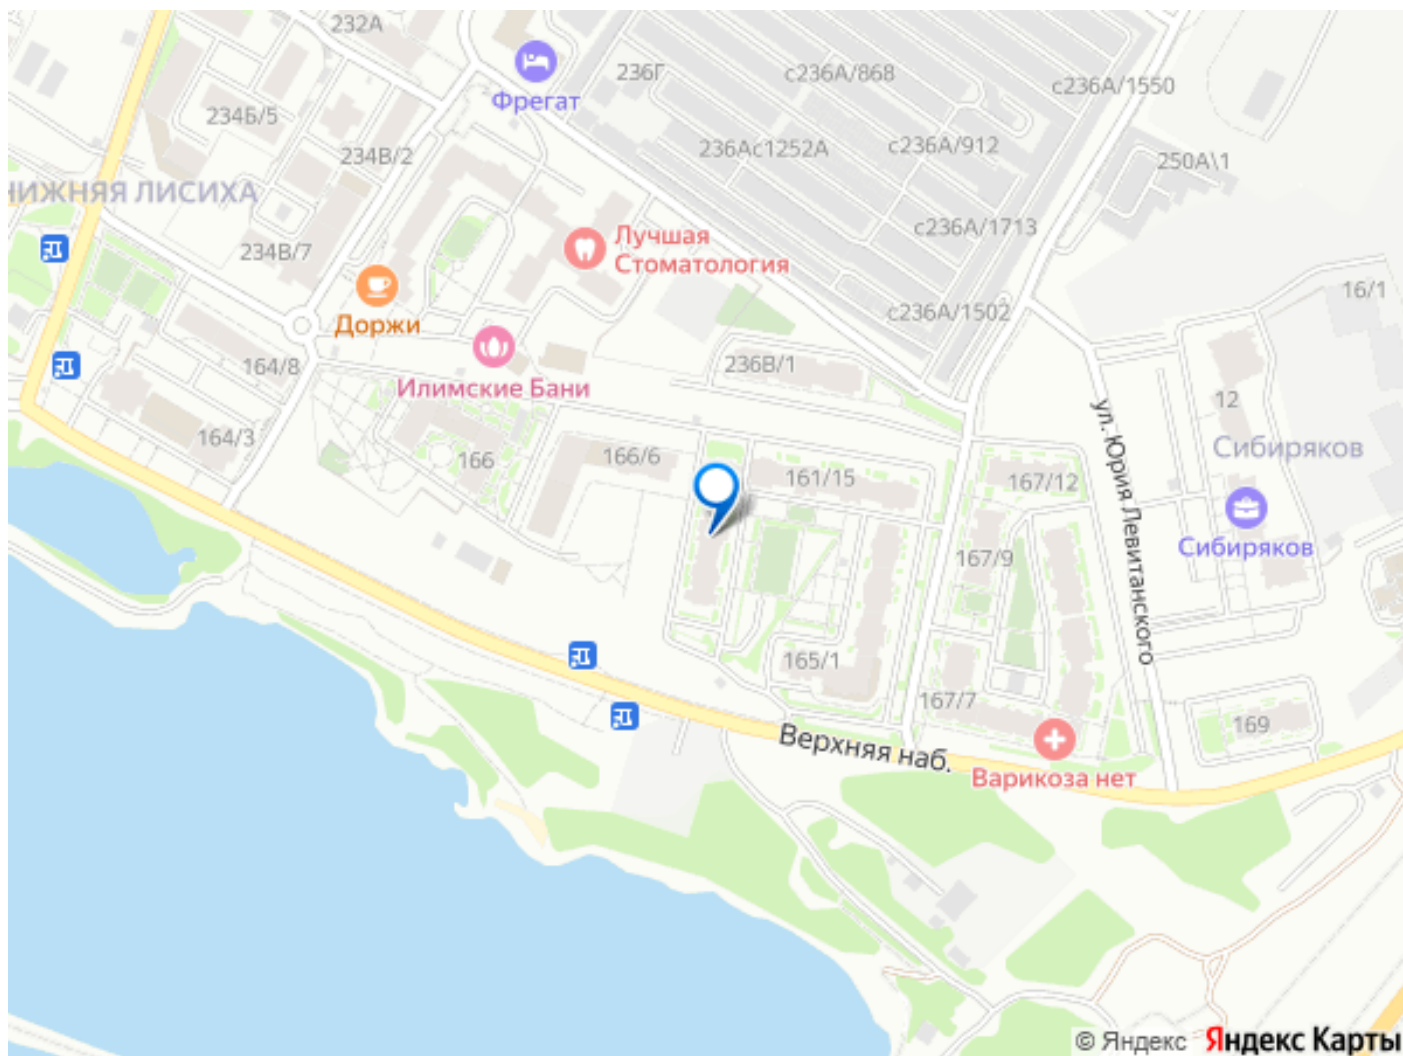 232А
Фрегат
236Г
с236А/868
с236А/1550
234Б/5
234В/2
236Ас1252А
с236А/912
250А\1
НИЖНЯЯ ЛИСИХА
234В/7
Лучшая
Стоматология
с236А/1713
16/1
Доржи
с236А/1502
164/8
Илимские Бани
236В/1
12
ул. Юрия Левитанского
164/3
166
166/6
161/15
167/12
Сибиряков
Сибиряков
167/9
165/1
167/7
169
Верхняя наб.
Варикоза нет
© Яндекс Яндекс Карты